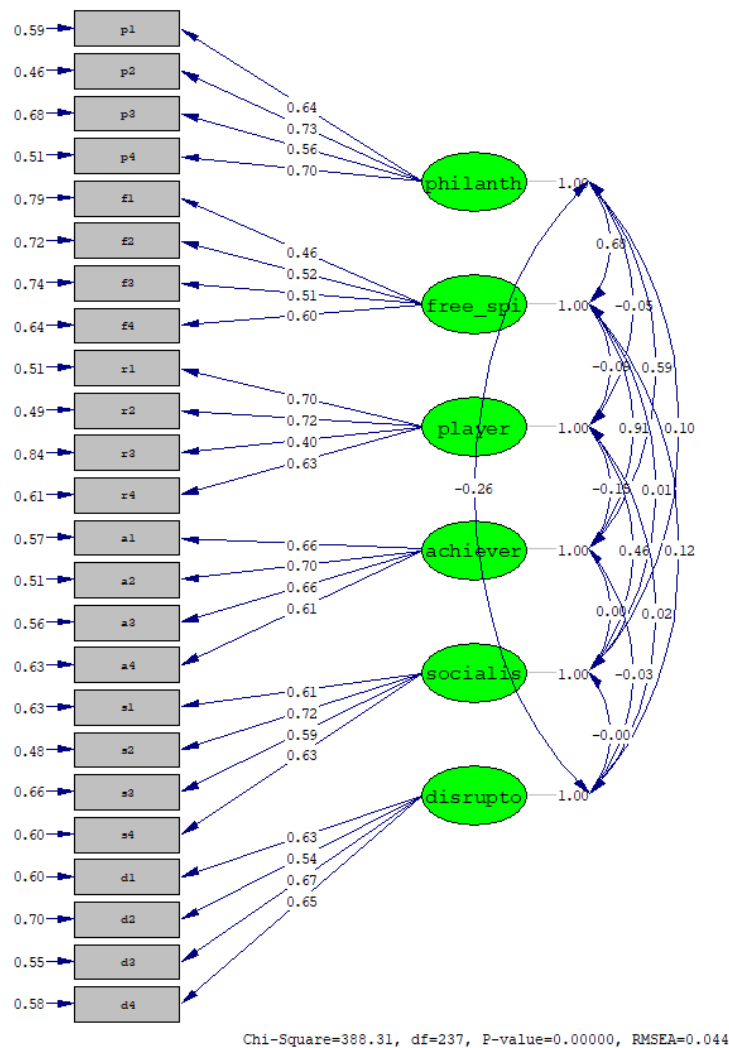 0.59 p1
0.46 p2
0.68 p3
0.51 p4
0.79 f1
0.72 f2
0.74 f3
0.64 f4
0.51 r1
0.49 r2
0.84 r3
0.61 r4
0.57 a1
0.51 a2
0.56 a3
0.63 a4
0.63 s1
0.48 s2
0.66 s3
0.60 s4
0.60 d1
0.70 d2
0.55 d3
0.58 d4
0.64
0.73
0.56
0.70
0.46
0.52
0.51
0.60
0.70
0.72
0.40
0.63
0.66
0.70
0.66
0.61
0.61
0.72
0.59
0.63
0.63
0.54
0.67
0.65
philanth 1.00
free_spi 1.00
player 1.00
achiever 1.00
socialis 1.00
disrupto 1.00
-0.26
-0.05
0.59
0.91
0.10
0.01
0.46
0.12
0.00
0.02
-0.03
-0.00
Chi-Square=388.31, df=237, P-value=0.00000, RMSEA=0.044